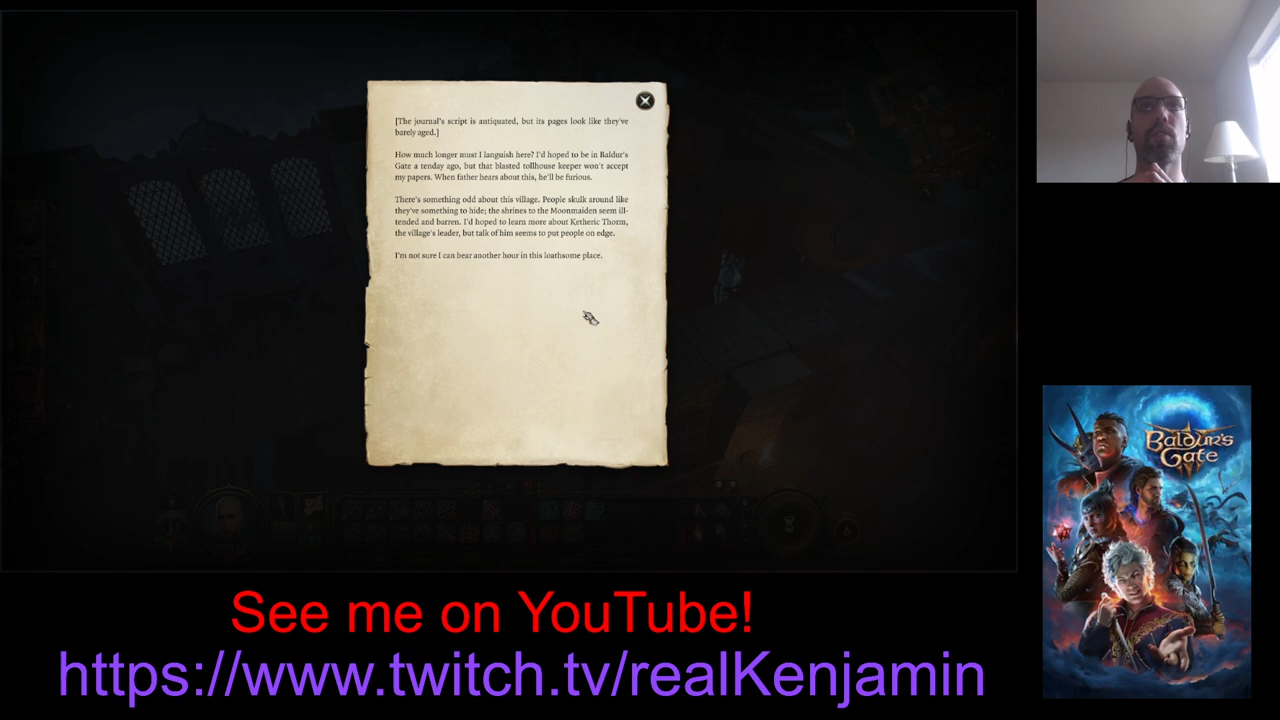 [The journal's script is antiquated, but its pages look like they've
barely aged.]
How much longer must I languish here? I'd hoped to be in Baldur's
Gate a tenday ago, but that blasted tollhouse keeper won't accept
my papers. When father hears about this, he'll be furious.
There's something odd about this village. People skulk around like
they've something to hide; the shrines to the Moonmaiden seem ill-
tended and barren. I'd hoped to learn more about Ketheric Thorm,
the village's leader, but talk of him seems to put people on edge.
I'm not sure I can bear another hour in this loathsome place.
Baldur's
Gate
See me on YouTube!
https://www.twitch.tv/realKenjamin